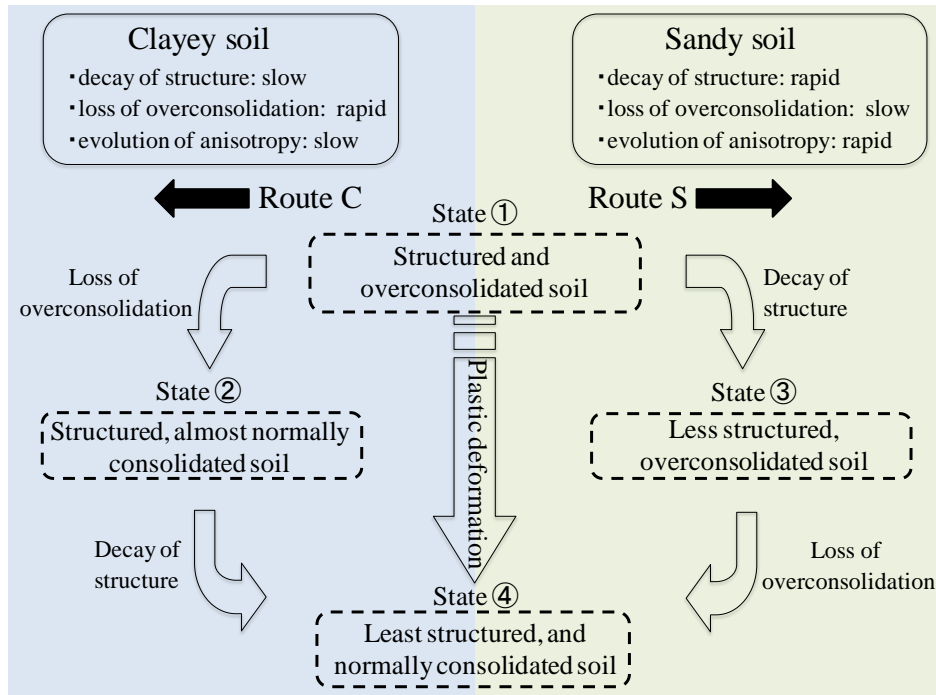 Clayey soil
・decay of structure: slow
・loss of overconsolidation: rapid
・evolution of anisotropy: slow
Sandy soil
・decay of structure: rapid
・loss of overconsolidation: slow
・evolution of anisotropy: rapid
Route C
Route S
State ①
Structured and
overconsolidated soil
Loss of
overconsolidation
Decay of
structure
Plastic deformation
State ②
Structured, almost normally
consolidated soil
State ③
Less structured,
overconsolidated soil
Decay of
structure
Loss of
overconsolidation
State ④
Least structured, and
normally consolidated soil